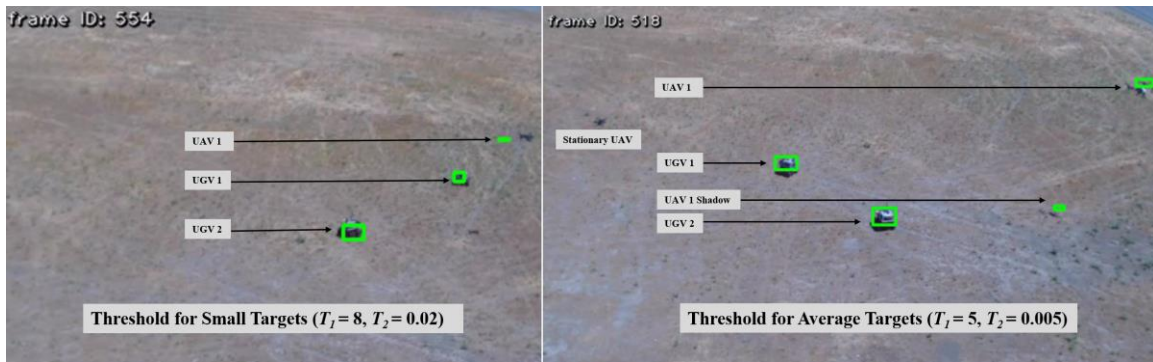 frame ID: 554
UAV 1
UGV 1
UGV 2
Threshold for Small Targets (T1 = 8, T2 = 0.02)
frame ID: 518
UAV 1
Stationary UAV
UGV 1
UAV 1 Shadow
UGV 2
Threshold for Average Targets (T1 = 5, T2 = 0.005)